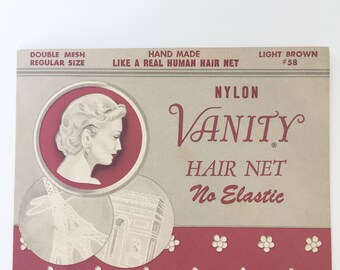 DOUBLE MESH
REGULAR SIZE
HAND MADE
LIKE A REAL HUMAN HAIR NET
LIGHT BROWN
#58
NYLON
VANITY®
HAIR NET
No Elastic